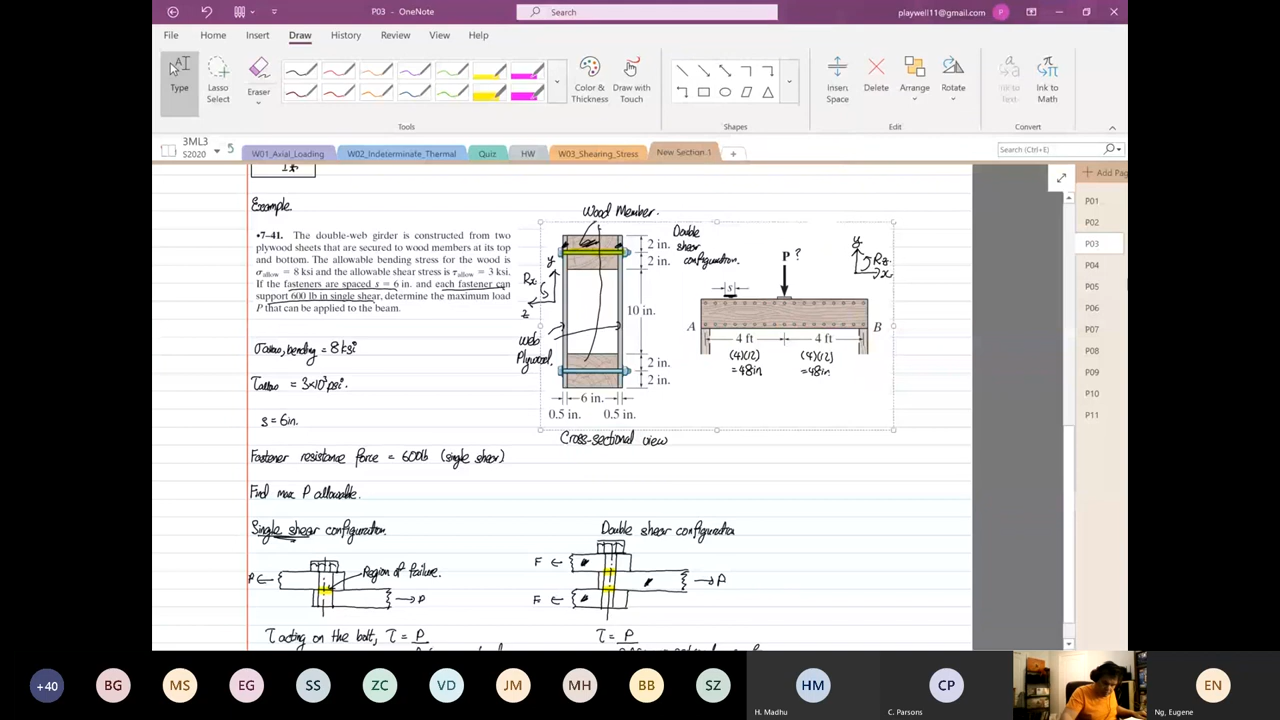 P03 - OneNote
Search
playwell11@gmail.com
P
File
Home
Insert
Draw
History
Review
View
Help
Type
Lasso
Select
Eraser
Color &
Thickness
Draw with
Touch
Insert
Space
Delete
Arrange
Rotate
Ink to
Text
Ink to
Math
Tools
Shapes
Edit
Convert
3ML3
S2020
5
W01_Axial_Loading
W02_Indeterminate_Thermal
Quiz
HW
W03_Shearing_Stress
New Section 1
Search (Ctrl+E)
Add Pag
P01
P02
P03
P04
P05
P06
P07
P08
P09
P10
P11
Example.
•7–41. The double-web girder is constructed from two
plywood sheets that are secured to wood members at its top
and bottom. The allowable bending stress for the wood is
σallow = 8 ksi and the allowable shear stress is τallow = 3 ksi.
If the fasteners are spaced s = 6 in. and each fastener can
support 600 lb in single shear, determine the maximum load
P that can be applied to the beam.
Wood Member.
Double
shear
configuration.
2 in.
2 in.
10 in.
2 in.
2 in.
6 in.
0.5 in. 0.5 in.
y
z
Web
Plywood.
Cross-sectional view
P ?
s
A
B
4 ft
4 ft
(4)(12)
=48in
(4)(12)
=48in.
y
x
σallow, bending = 8 ksi
τallow = 3×10³ psi.
s = 6in.
Fastener resistance force = 600lb (single shear)
Find max P allowable.
Single shear configuration.
Double shear configuration
P
Region of failure.
P
F
F
P
τ acting on the bolt, τ = P
τ = P
+40
BG
MS
EG
SS
ZC
VD
JM
MH
BB
SZ
HM
H. Madhu
CP
C. Parsons
Ng, Eugene
EN